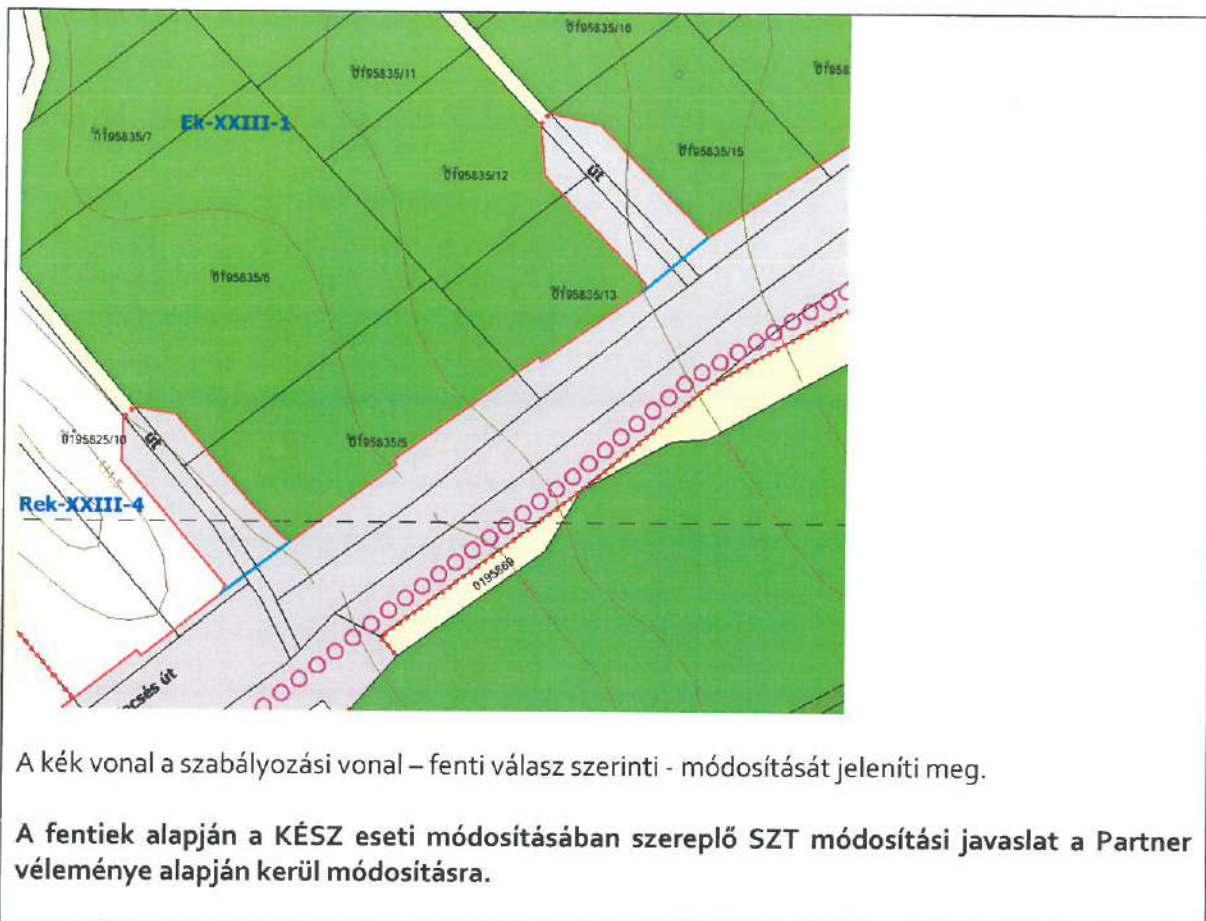 0195835/16
0195835/11
Ek-XXIII-1
0195835/7
0195835/15
0195835/12
út
0195835/6
0195835/13
0195825/10
út
0195835/5
Rek-XXIII-4
0195869
csés út
A kék vonal a szabályozási vonal – fenti válasz szerinti - módosítását jeleníti meg.
A fentiek alapján a KÉSZ eseti módosításában szereplő SZT módosítási javaslat a Partner
véleménye alapján kerül módosításra.